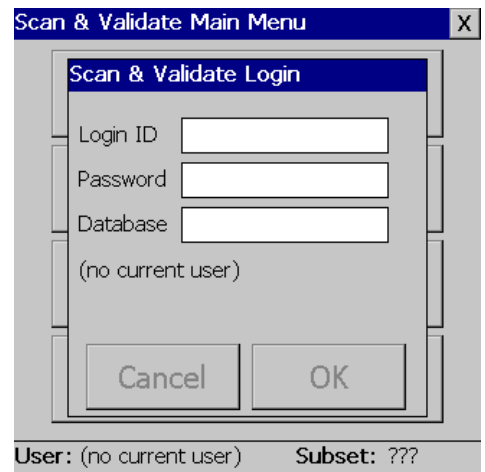 Scan & Validate Main Menu X
Scan & Validate Login
Login ID
Password
Database
(no current user)
Cancel OK
User: (no current user) Subset: ???